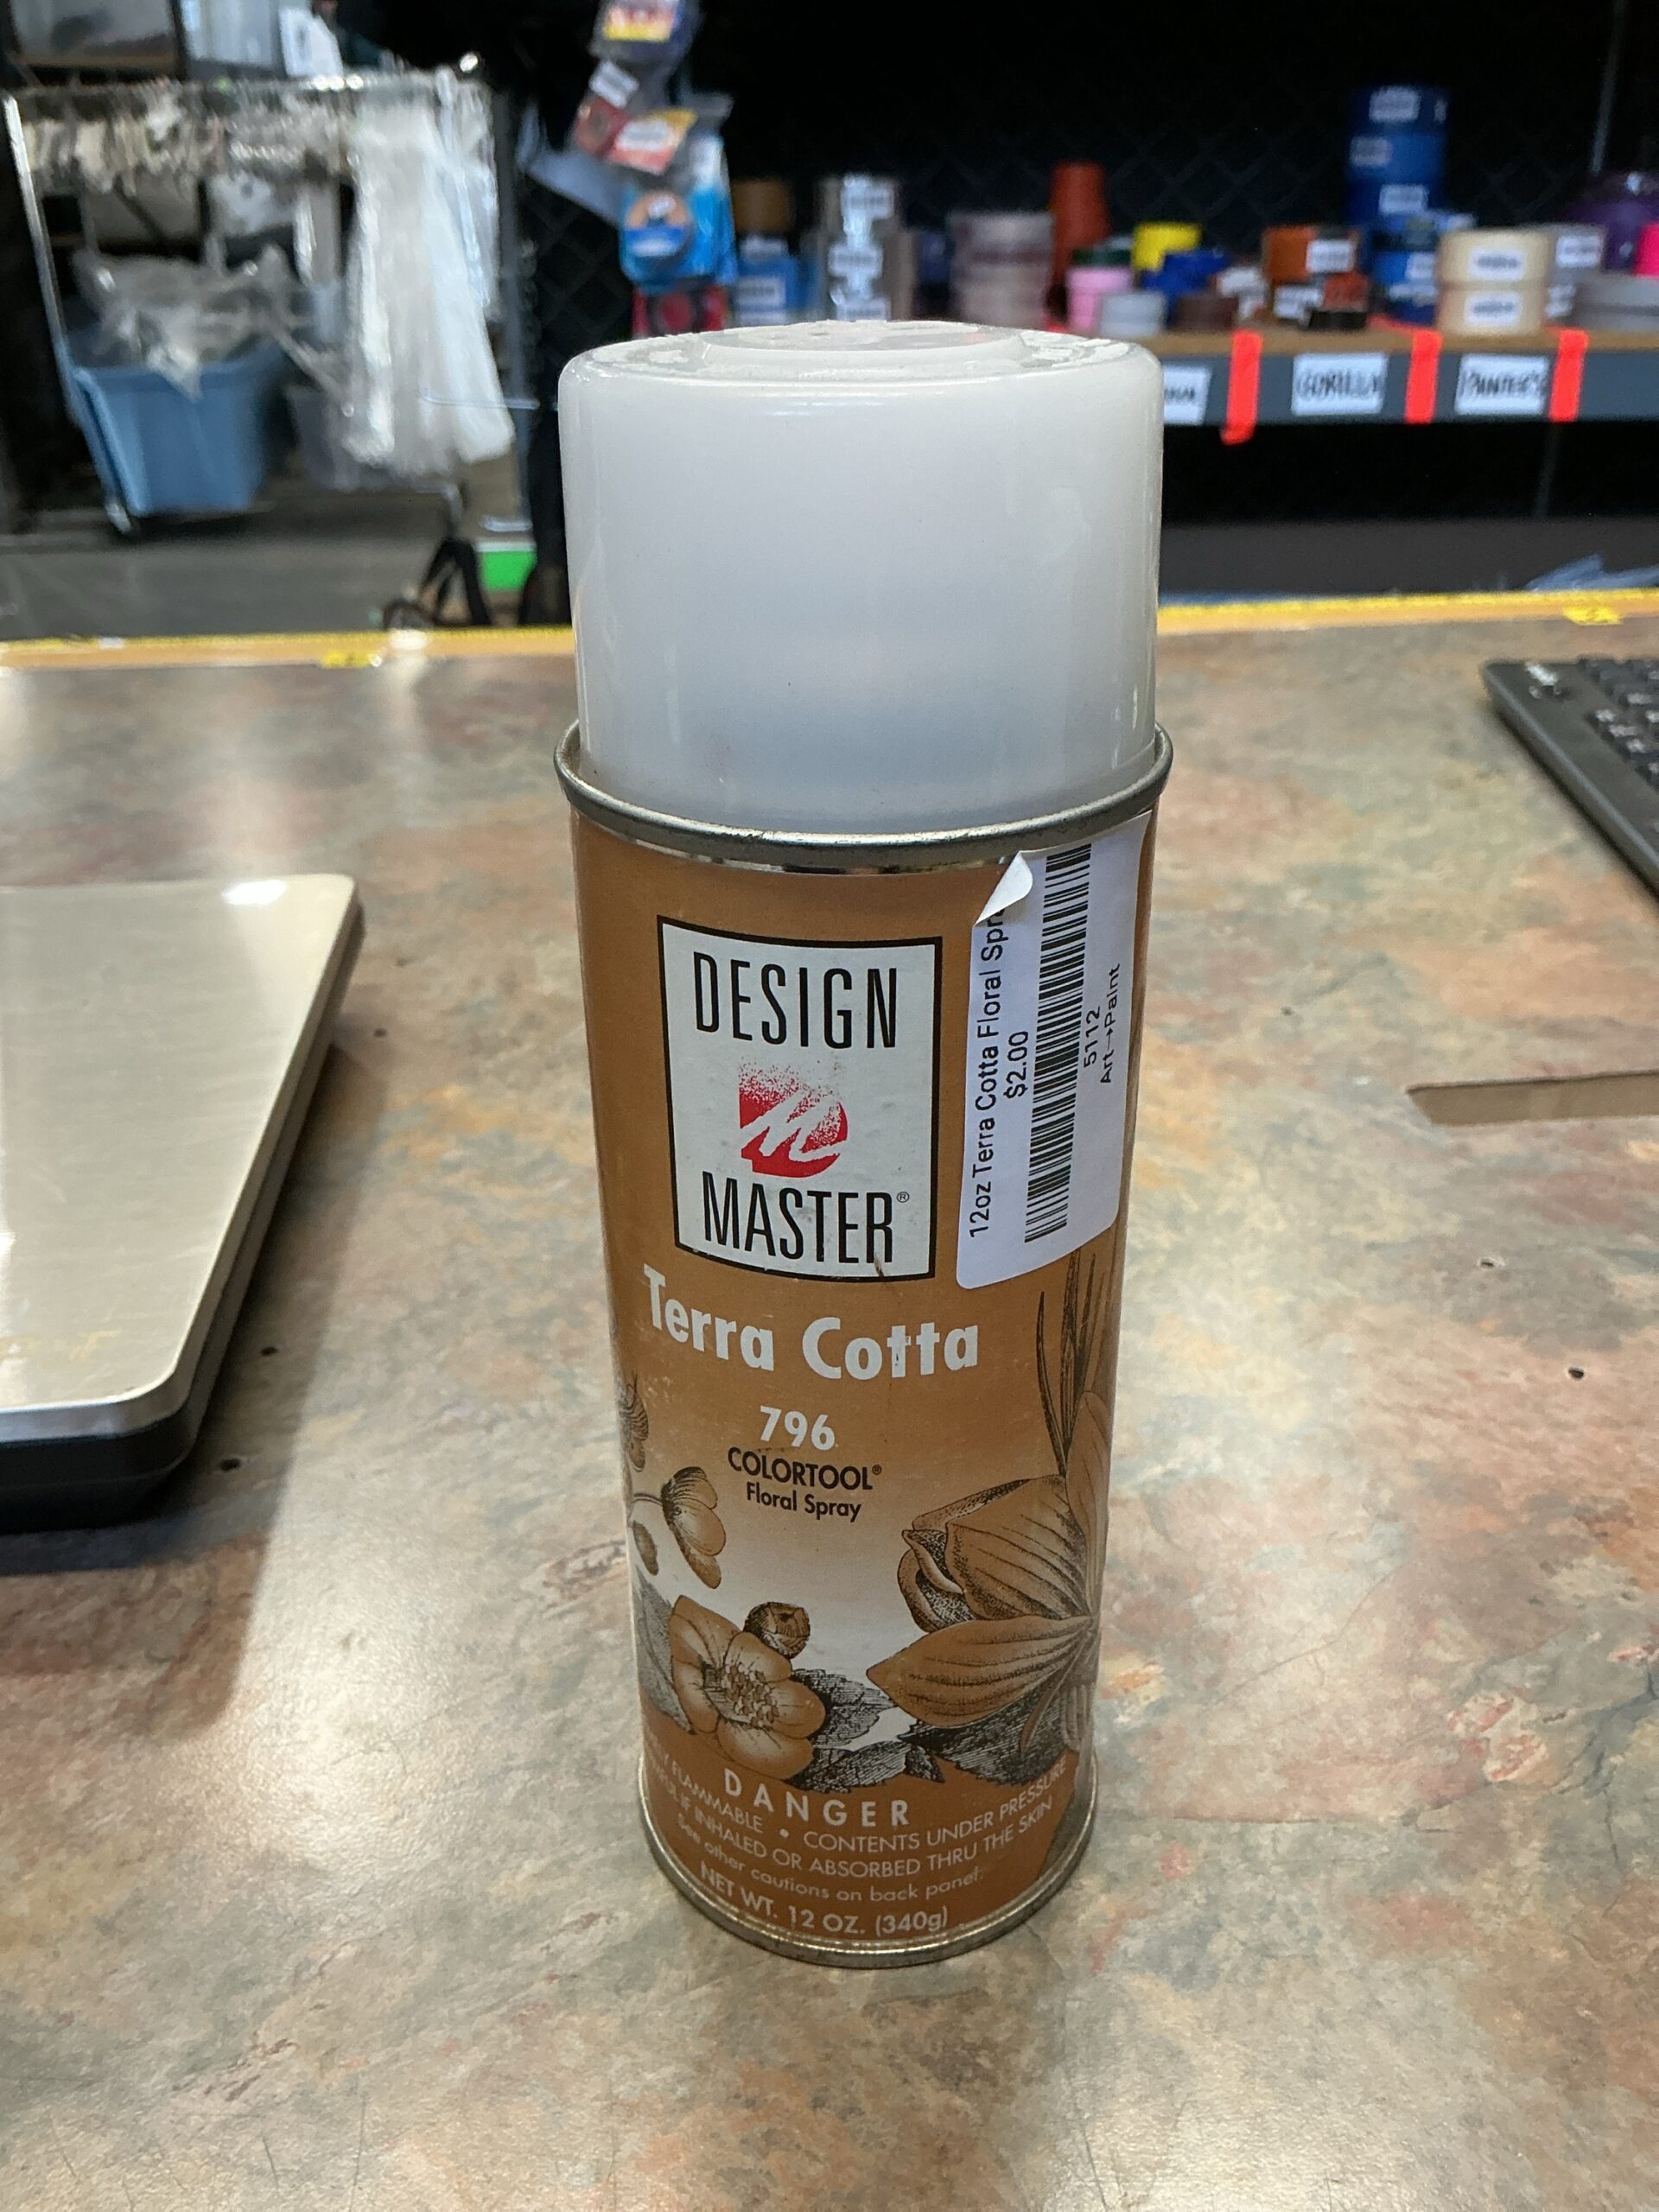 GORILLA
PAINTER'S
DESIGN
MASTER®
Terra Cotta
796
COLORTOOL®
Floral Spray
DANGER
FLAMMABLE • CONTENTS UNDER PRESSURE
IF INHALED OR ABSORBED THRU THE SKIN
See other cautions on back panel.
NET WT. 12 OZ. (340g)
12oz Terra Cotta Floral
$2.00
5112
Art→Paint